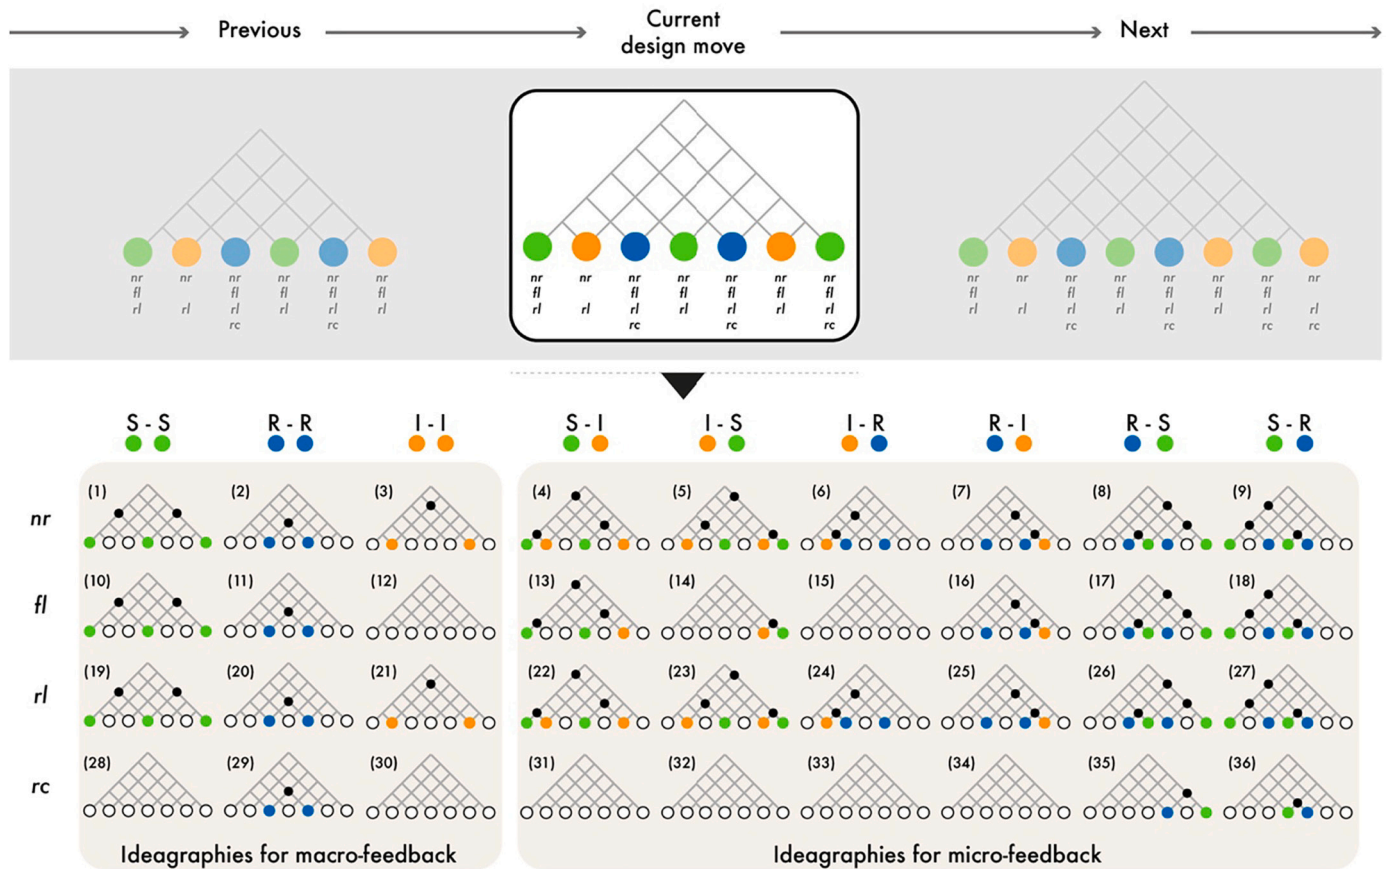 Previous
Current
design move
Next
nr nr nr nr nr nr
fl fl fl fl fl
rl rl rl rl rl rl
rc rc
nr nr nr nr nr nr nr
fl fl fl fl fl fl
rl rl rl rl rl rl rl
rc rc rc
nr nr nr nr nr nr nr nr
fl fl fl fl fl fl
rl rl rl rl rl rl rl rl
rc rc rc rc
S - S R - R I - I S - I I - S I - R R - I R - S S - R
nr (1) (2) (3) (4) (5) (6) (7) (8) (9)
fl (10) (11) (12) (13) (14) (15) (16) (17) (18)
rl (19) (20) (21) (22) (23) (24) (25) (26) (27)
rc (28) (29) (30) (31) (32) (33) (34) (35) (36)
Ideagraphies for macro-feedback
Ideagraphies for micro-feedback